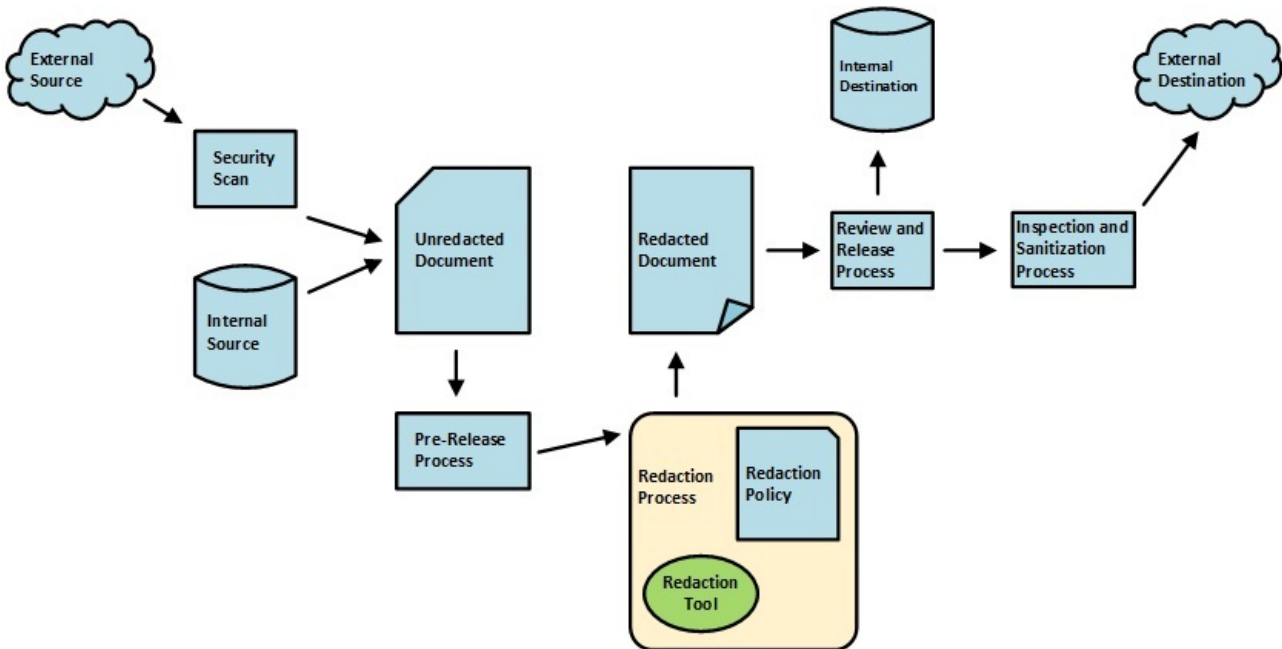 External
Source
Security
Scan
Internal
Source
Unredacted
Document
Pre-Release
Process
Redaction
Process
Redaction
Policy
Redaction
Tool
Redacted
Document
Review and
Release
Process
Internal
Destination
Inspection and
Sanitization
Process
External
Destination